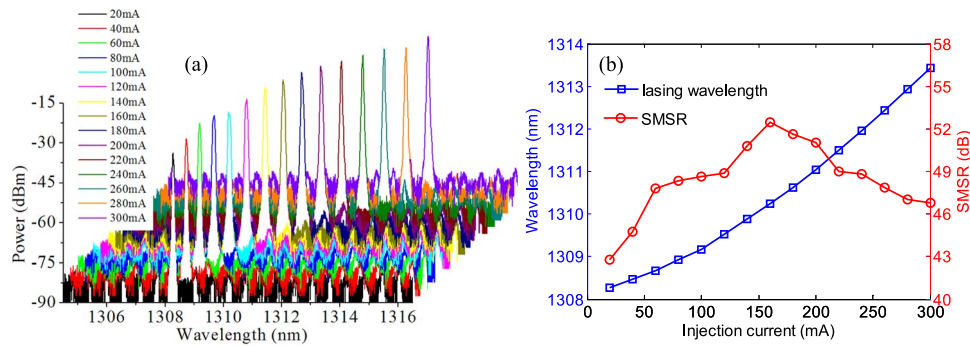 20mA
40mA
60mA
80mA
100mA
120mA
140mA
160mA
180mA
200mA
220mA
240mA
260mA
280mA
300mA
(a)
Power (dBm)
-15
-30
-45
-60
-75
-90
1306 1308 1310 1312 1314 1316
Wavelength (nm)
(b)
lasing wavelength
SMSR
Wavelength (nm)
1314
1313
1312
1311
1310
1309
1308
0 50 100 150 200 250 300
Injection current (mA)
58
56
52
49
46
43
40
SMSR (dB)